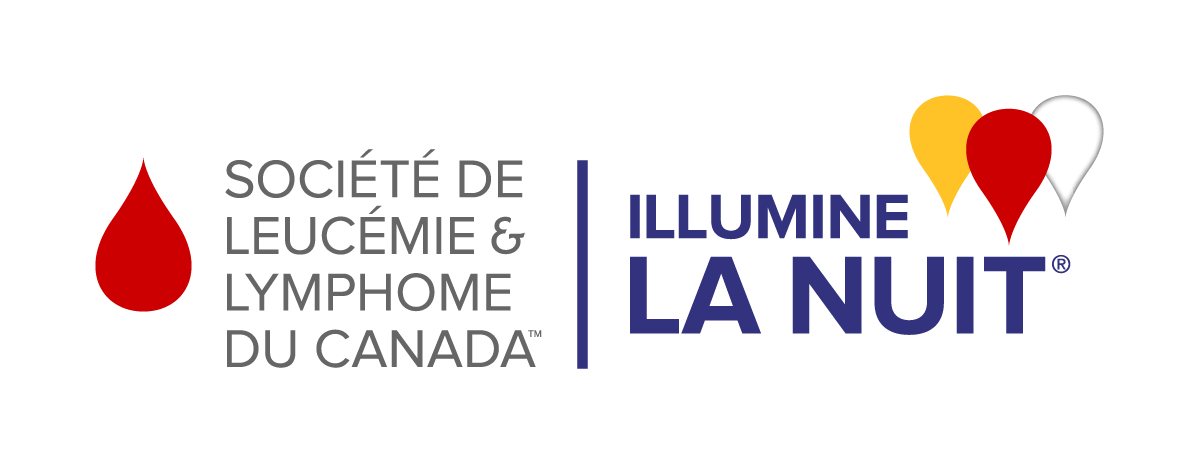 SOCIÉTÉ DE
LEUCÉMIE &
LYMPHOME
DU CANADA™
ILLUMINE
LA NUIT®